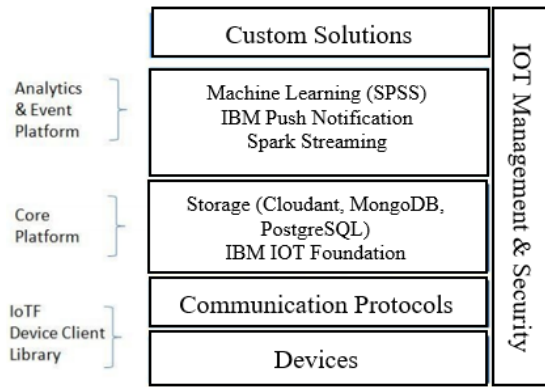 Custom Solutions
Analytics
& Event
Platform
Machine Learning (SPSS)
IBM Push Notification
Spark Streaming
Core
Platform
Storage (Cloudant, MongoDB,
PostgreSQL)
IBM IOT Foundation
IoTF
Device Client
Library
Communication Protocols
Devices
IOT Management & Security